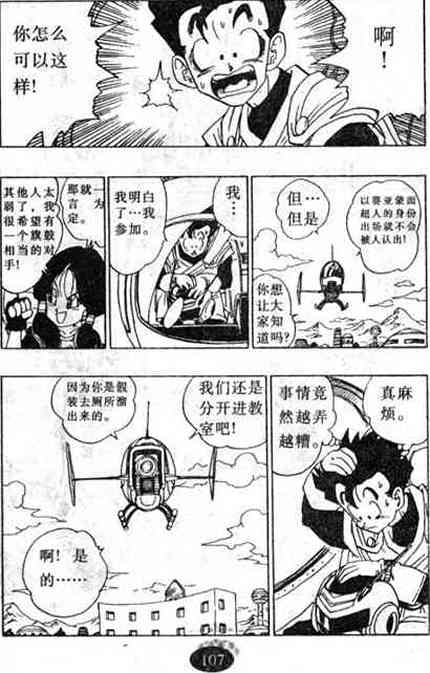 啊！
你怎么
可以这
样!
以赛亚蒙面
超人的身份
出场就不会
被人认出!
但…
但是
你想
让大家
知道吗?
我…
我明白
了…我
参加。
那就一
言为
定。
其他人太
弱了，我
很希望有
一个旗鼓
相当的对
手!
真麻
烦。
事情竟
然越弄
越糟。
我们还是
分开进教
室吧!
因为你是假
装去厕所溜
出来的。
啊! 是
的……
107